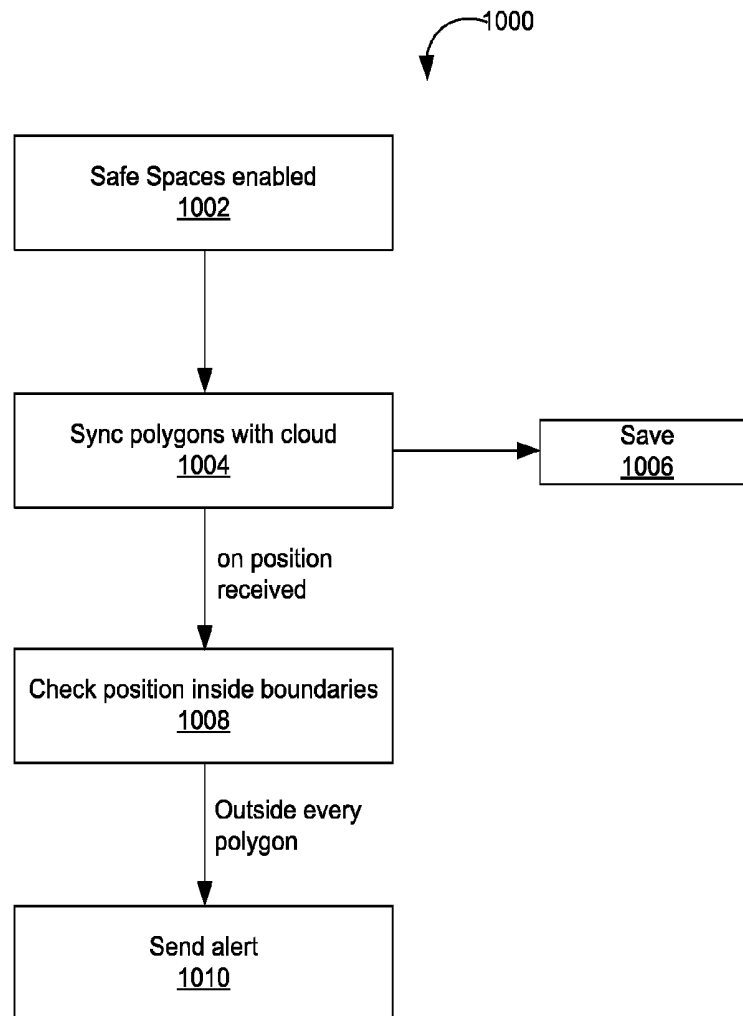 1000
Safe Spaces enabled
1002
Sync polygons with cloud
1004
Save
1006
on position
received
Check position inside boundaries
1008
Outside every
polygon
Send alert
1010